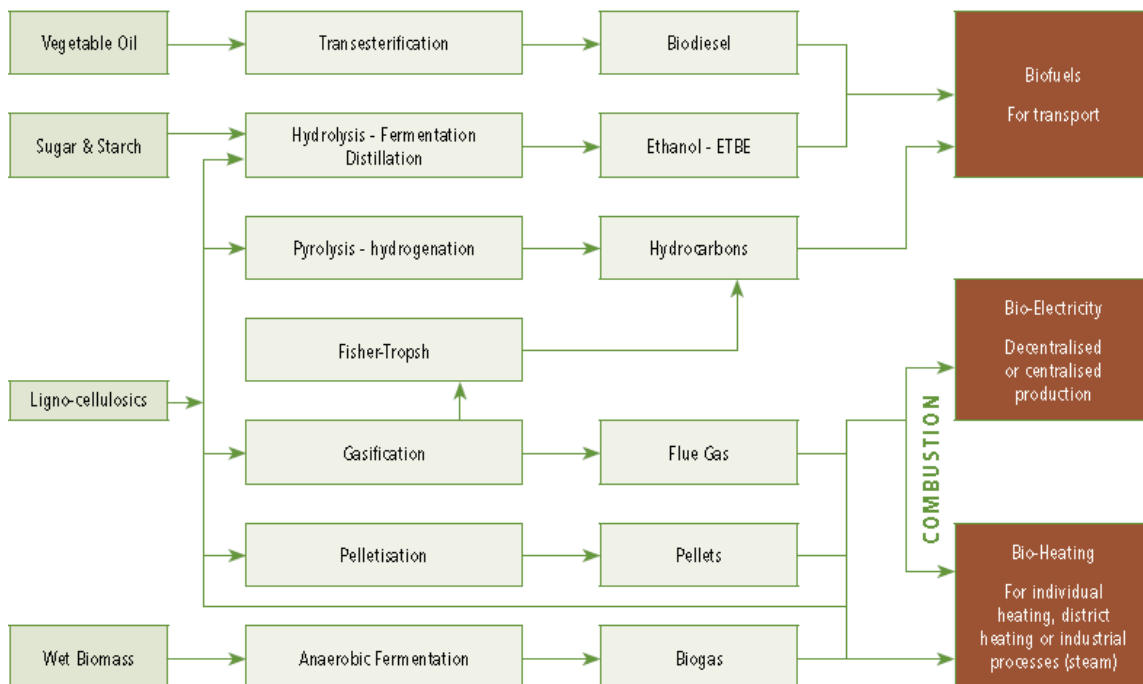 Vegetable Oil
Transesterification
Biodiesel
Biofuels
For transport
Sugar & Starch
Hydrolysis - Fermentation
Distillation
Ethanol - ETBE
Pyrolysis - hydrogenation
Hydrocarbons
Fisher-Tropsh
Bio-Electricity
Decentralised
or centralised
production
Ligno-cellulosics
Gasification
Flue Gas
COMBUSTION
Pelletisation
Pellets
Bio-Heating
For individual
heating, district
heating or industrial
processes (steam)
Wet Biomass
Anaerobic Fermentation
Biogas